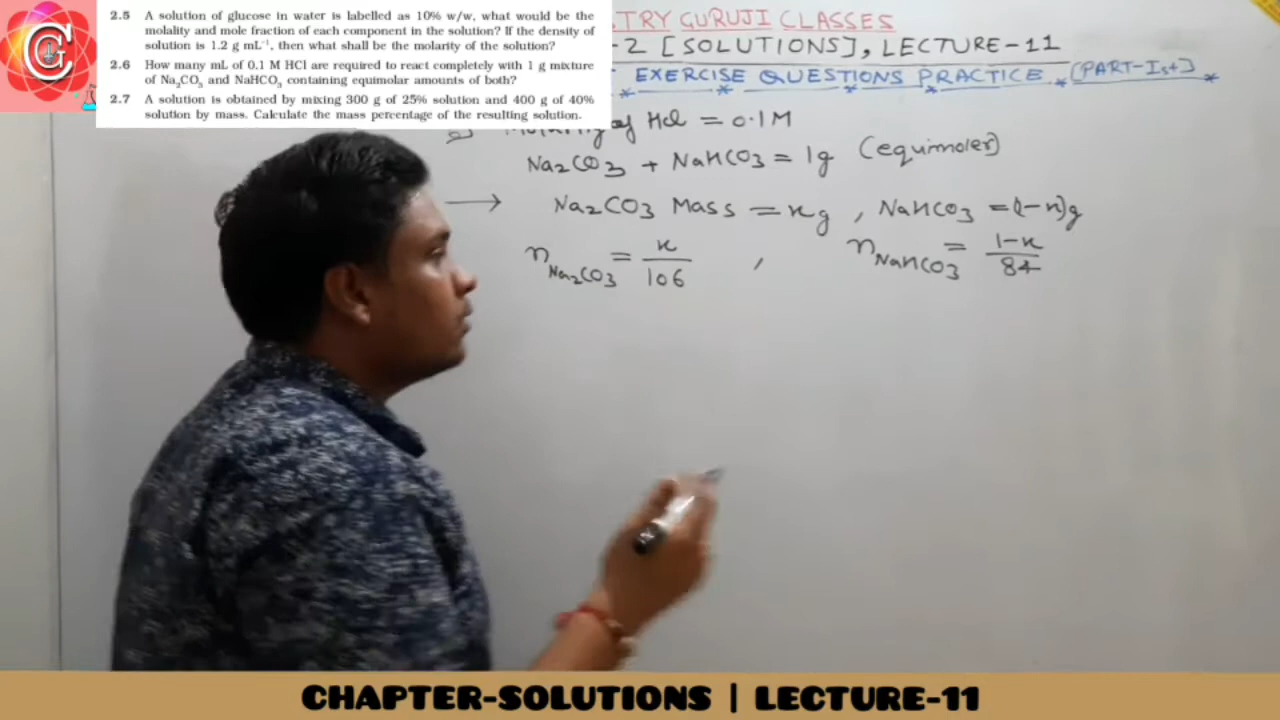 2.5 A solution of glucose in water is labelled as 10% w/w, what would be the
molality and mole fraction of each component in the solution? If the density of
solution is 1.2 g mL⁻¹, then what shall be the molarity of the solution?
2.6 How many mL of 0.1 M HCl are required to react completely with 1 g mixture
of Na₂CO₃ and NaHCO₃ containing equimolar amounts of both?
2.7 A solution is obtained by mixing 300 g of 25% solution and 400 g of 40%
solution by mass. Calculate the mass percentage of the resulting solution.
TRY GURUJI CLASSES
-2 [SOLUTIONS], LECTURE-11
EXERCISE QUESTIONS PRACTICE (PART-Ist)
of HCl = 0.1M
Na₂CO₃ + NaHCO₃ = 1g (equimoler)
→ Na₂CO₃ Mass = x g , NaHCO₃ = (1-x)g
n Na₂CO₃ = x/106 , n NaHCO₃ = 1-x/84
CHAPTER-SOLUTIONS | LECTURE-11